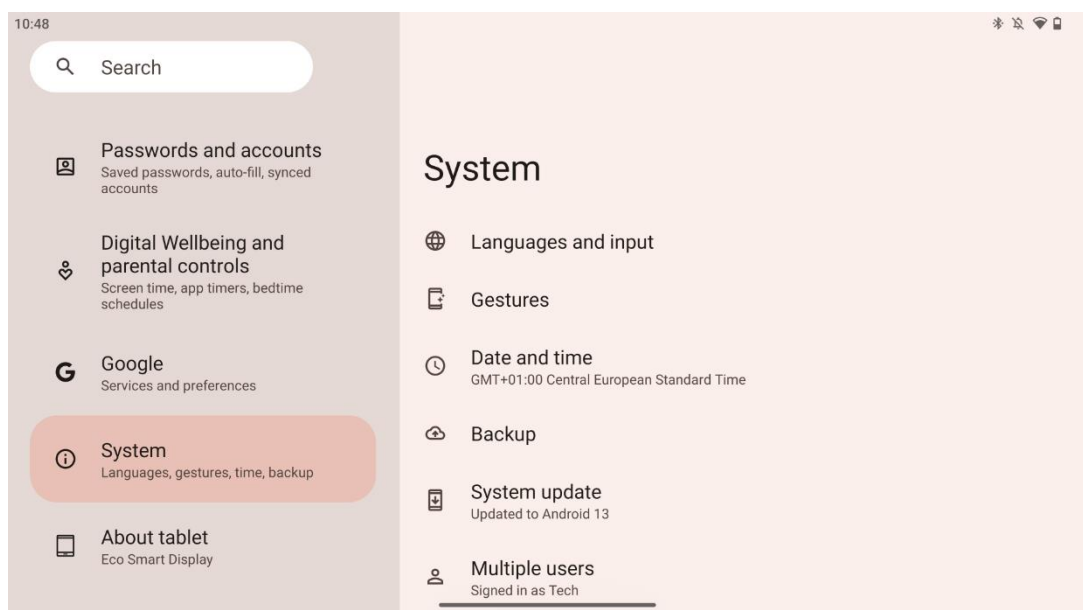 10:48
Search
Passwords and accounts
Saved passwords, auto-fill, synced
accounts
Digital Wellbeing and
parental controls
Screen time, app timers, bedtime
schedules
Google
Services and preferences
System
Languages, gestures, time, backup
About tablet
Eco Smart Display
System
Languages and input
Gestures
Date and time
GMT+01:00 Central European Standard Time
Backup
System update
Updated to Android 13
Multiple users
Signed in as Tech